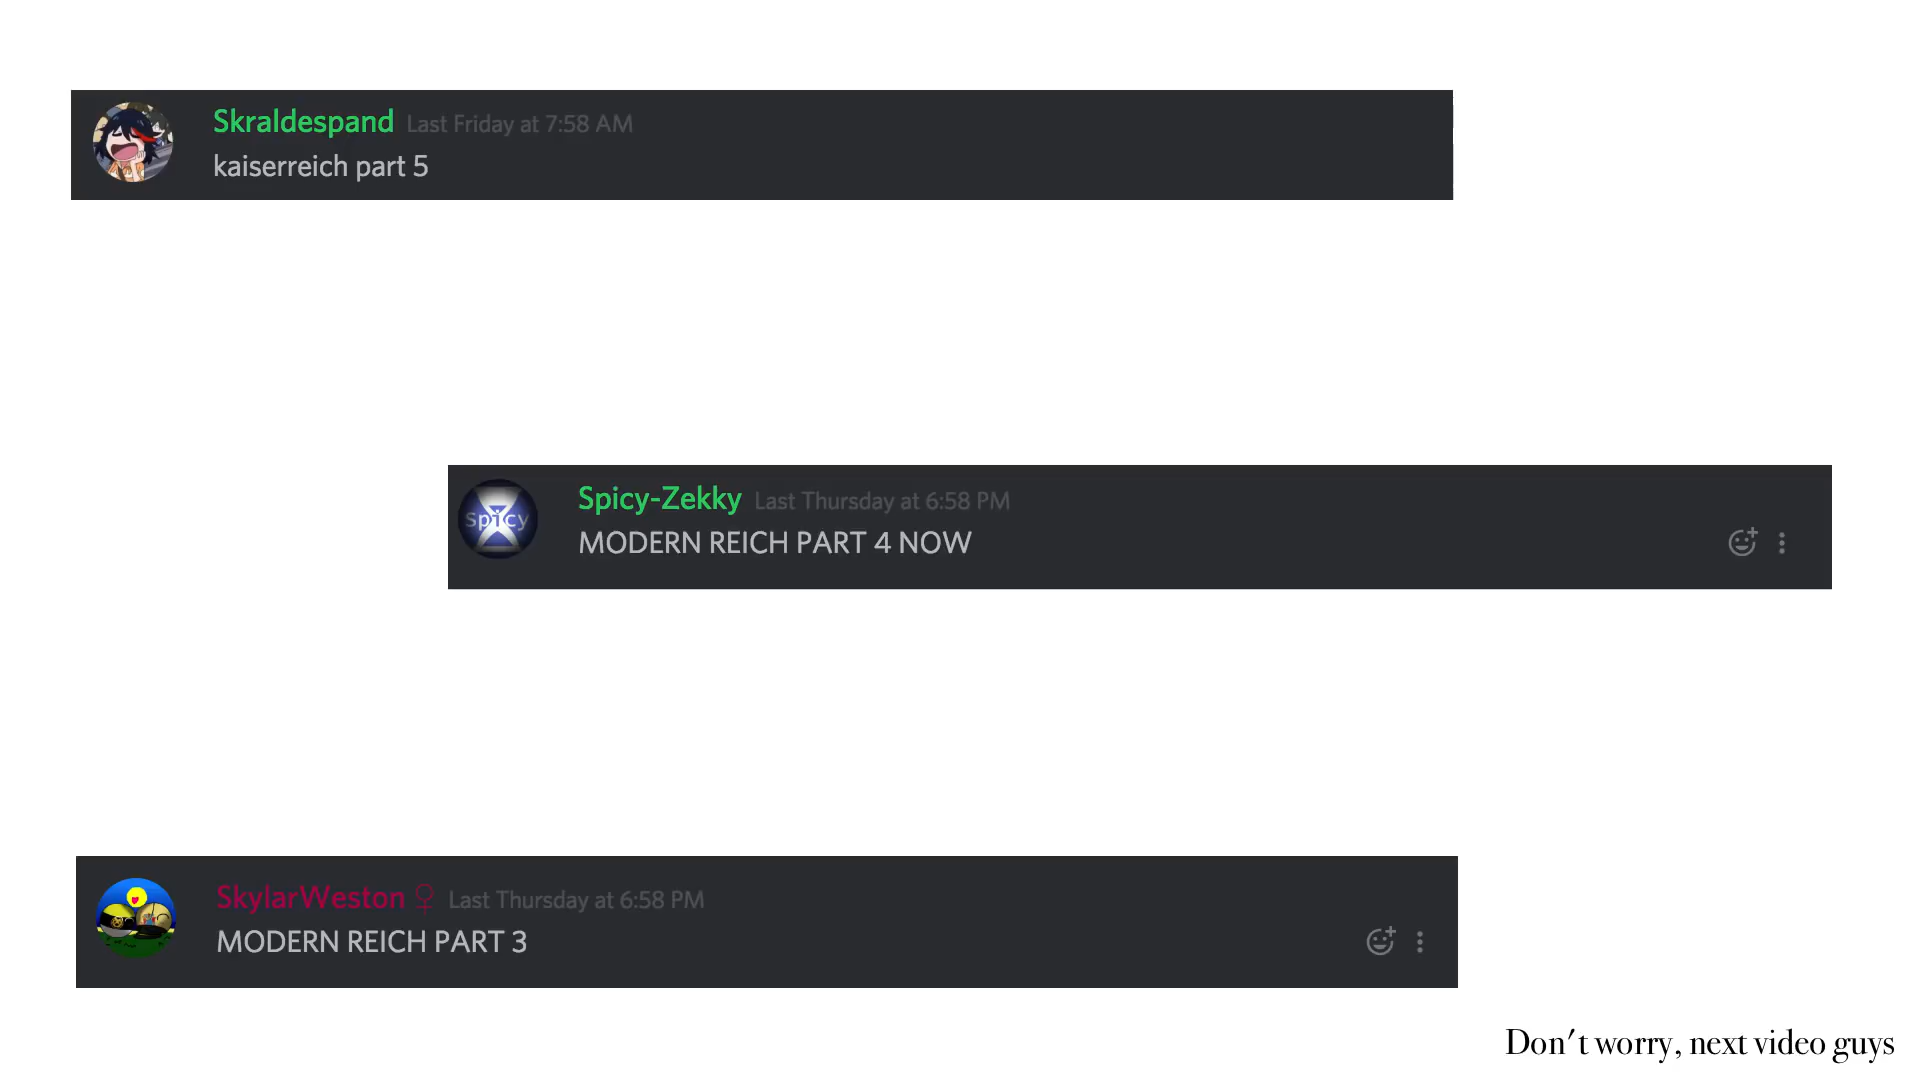 Skraldespand Last Friday at 7:58 AM
kaiserreich part 5
Spicy
Spicy-Zekky Last Thursday at 6:58 PM
MODERN REICH PART 4 NOW
SkylarWeston♀ Last Thursday at 6:58 PM
MODERN REICH PART 3
Don't worry, next video guys